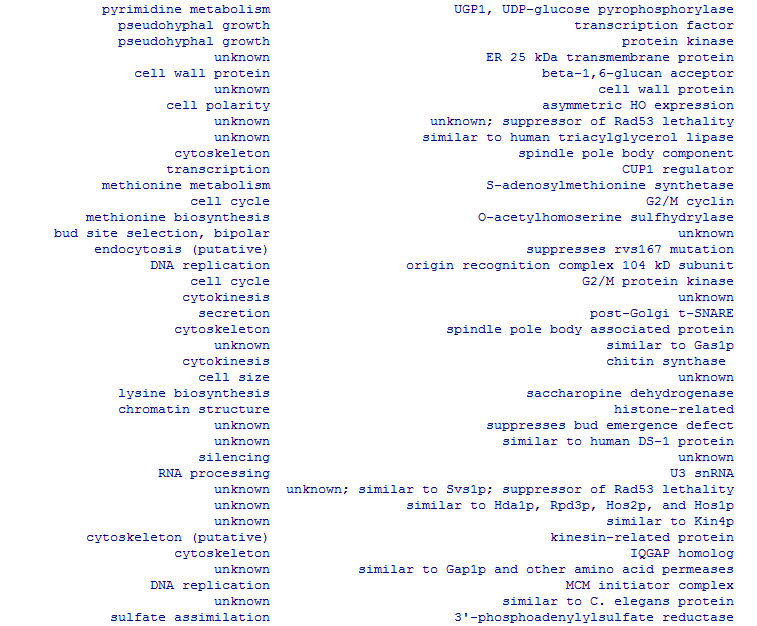 pyrimidine metabolism UGP1, UDP-glucose pyrophosphorylase
pseudohyphal growth transcription factor
pseudohyphal growth protein kinase
unknown ER 25 kDa transmembrane protein
cell wall protein beta-1,6-glucan acceptor
unknown cell wall protein
cell polarity asymmetric HO expression
unknown unknown; suppressor of Rad53 lethality
unknown similar to human triacylglycerol lipase
cytoskeleton spindle pole body component
transcription CUP1 regulator
methionine metabolism S-adenosylmethionine synthetase
cell cycle G2/M cyclin
methionine biosynthesis O-acetylhomoserine sulfhydrylase
bud site selection, bipolar unknown
endocytosis (putative) suppresses rvs167 mutation
DNA replication origin recognition complex 104 kD subunit
cell cycle G2/M protein kinase
cytokinesis unknown
secretion post-Golgi t-SNARE
cytoskeleton spindle pole body associated protein
unknown similar to Gas1p
cytokinesis chitin synthase
cell size unknown
lysine biosynthesis saccharopine dehydrogenase
chromatin structure histone-related
unknown suppresses bud emergence defect
unknown similar to human DS-1 protein
silencing unknown
RNA processing U3 snRNA
unknown unknown; similar to Svs1p; suppressor of Rad53 lethality
unknown similar to Hda1p, Rpd3p, Hos2p, and Hos1p
unknown similar to Kin4p
cytoskeleton (putative) kinesin-related protein
cytoskeleton IQGAP homolog
unknown similar to Gap1p and other amino acid permeases
DNA replication MCM initiator complex
unknown similar to C. elegans protein
sulfate assimilation 3'-phosphoadenylylsulfate reductase